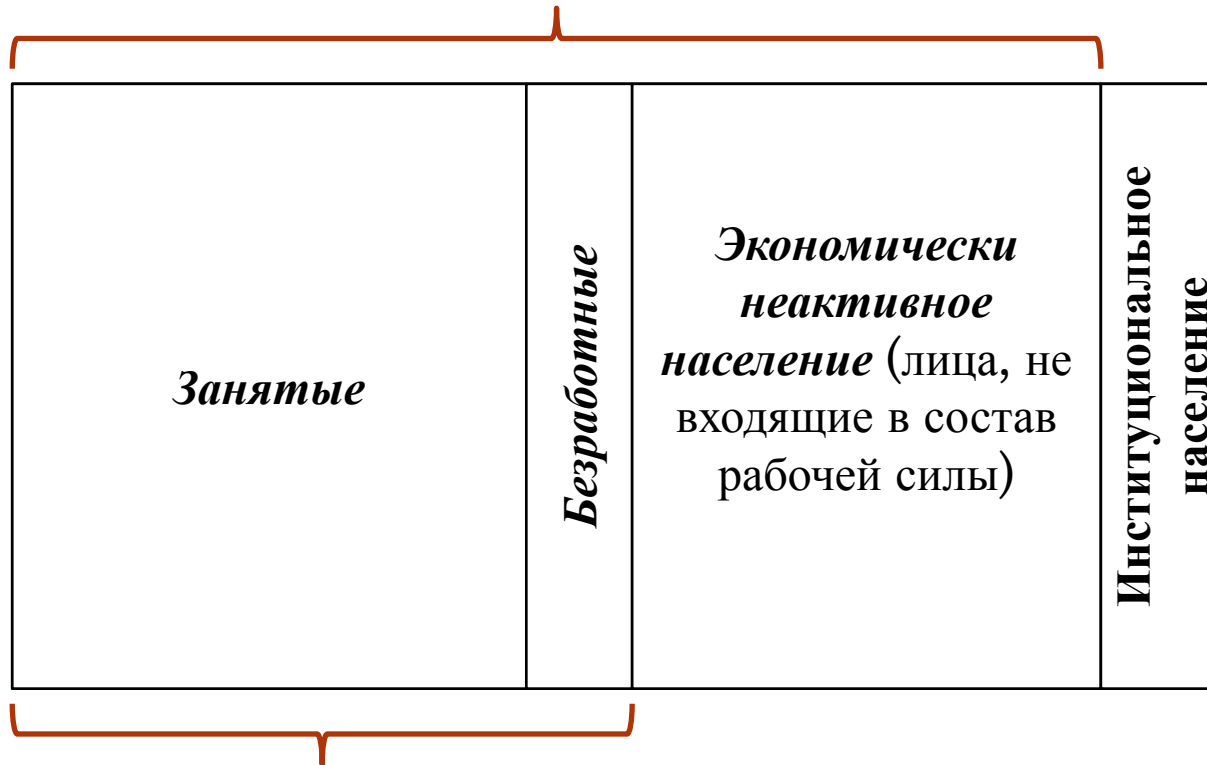 Занятые
Безработные
Экономически
неактивное
население (лица, не
входящие в состав
рабочей силы)
Институциональное
население